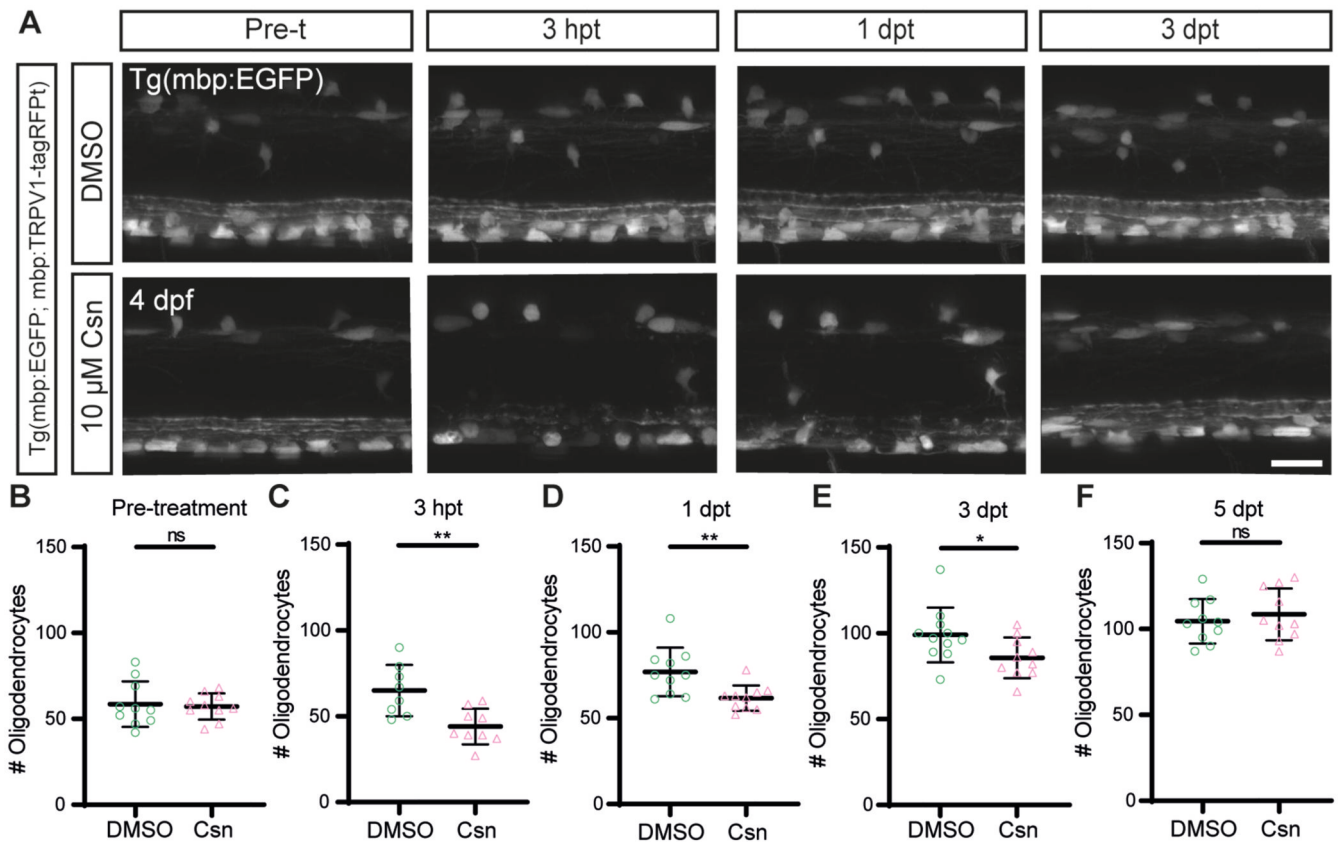 A
Pre-t
3 hpt
1 dpt
3 dpt
Tg(mbp:EGFP; mbp:TRPV1-tagRFPt)
DMSO
Tg(mbp:EGFP)
10 µM Csn
4 dpf
B
Pre-treatment
ns
# Oligodendrocytes
150
100
50
0
DMSO
Csn
C
3 hpt
**
# Oligodendrocytes
150
100
50
0
DMSO
Csn
D
1 dpt
**
# Oligodendrocytes
150
100
50
0
DMSO
Csn
E
3 dpt
*
# Oligodendrocytes
150
100
50
0
DMSO
Csn
F
5 dpt
ns
# Oligodendrocytes
150
100
50
0
DMSO
Csn